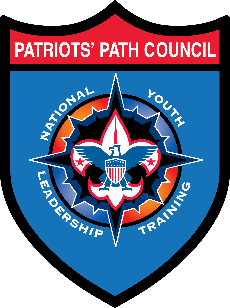 PATRIOTS' PATH COUNCIL
NATIONAL YOUTH
LEADERSHIP TRAINING